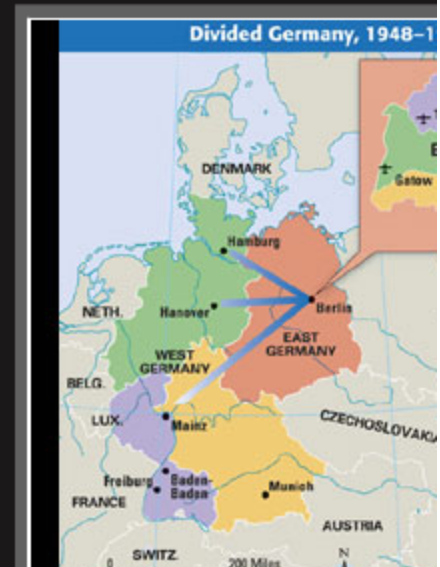 Divided Germany, 1948–1
DENMARK
Gatow
Hamburg
NETH.
Hanover
Berlin
EAST
GERMANY
WEST
GERMANY
BELG.
LUX.
Mainz
CZECHOSLOVAKIA
Freiburg
Baden-
Baden
Munich
FRANCE
AUSTRIA
SWITZ.
0
200 Miles
N